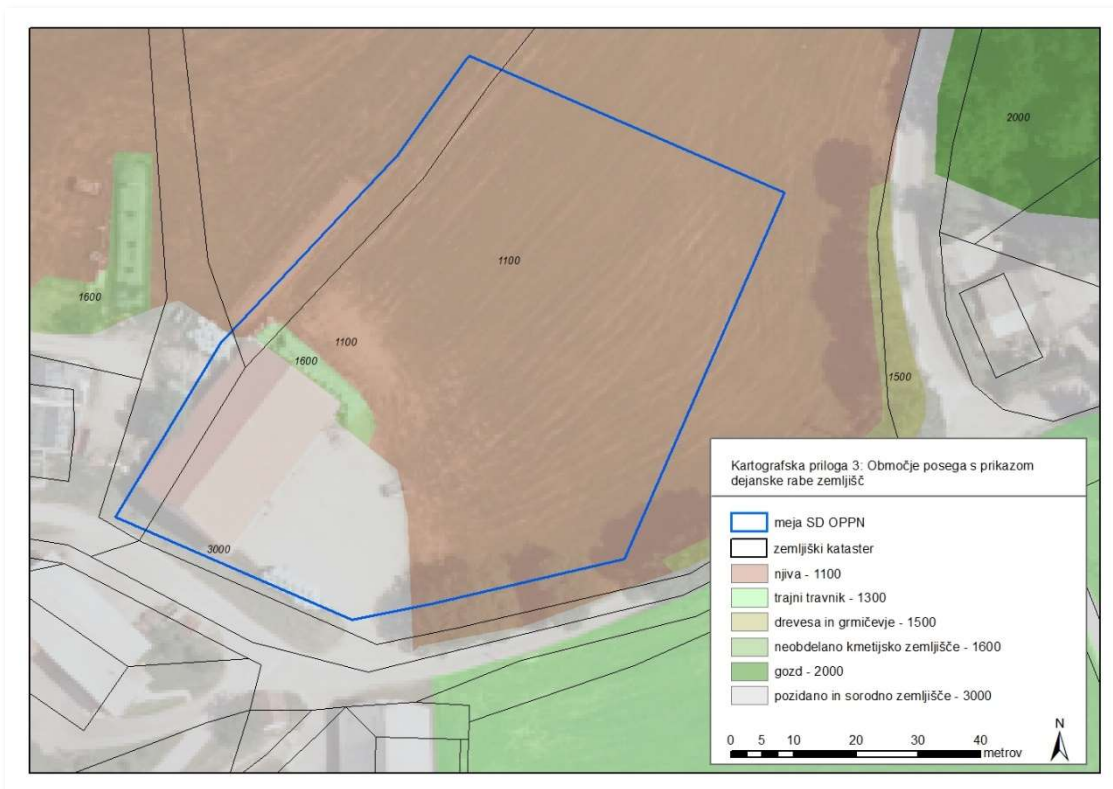 2000
1100
1600
1100
1600
1500
3000
Kartografska priloga 3: Območje posega s prikazom
dejanske rabe zemljišč
meja SD OPPN
zemljiški kataster
njiva - 1100
trajni travnik - 1300
drevesa in grmičevje - 1500
neobdelano kmetijsko zemljišče - 1600
gozd - 2000
pozidano in sorodno zemljišče - 3000
N
0 5 10 20 30 40
metrov